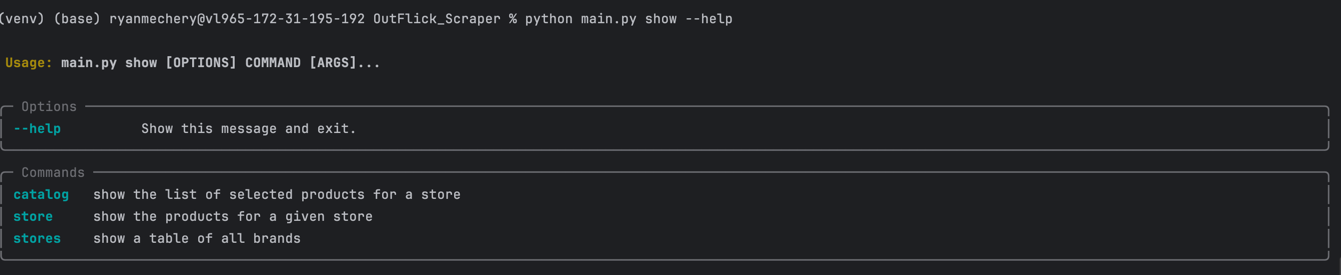 (venv) (base) ryanmechery@vl965-172-31-195-192 OutFlick_Scraper % python main.py show --help
Usage: main.py show [OPTIONS] COMMAND [ARGS]...
Options
--help Show this message and exit.
Commands
catalog show the list of selected products for a store
store show the products for a given store
stores show a table of all brands